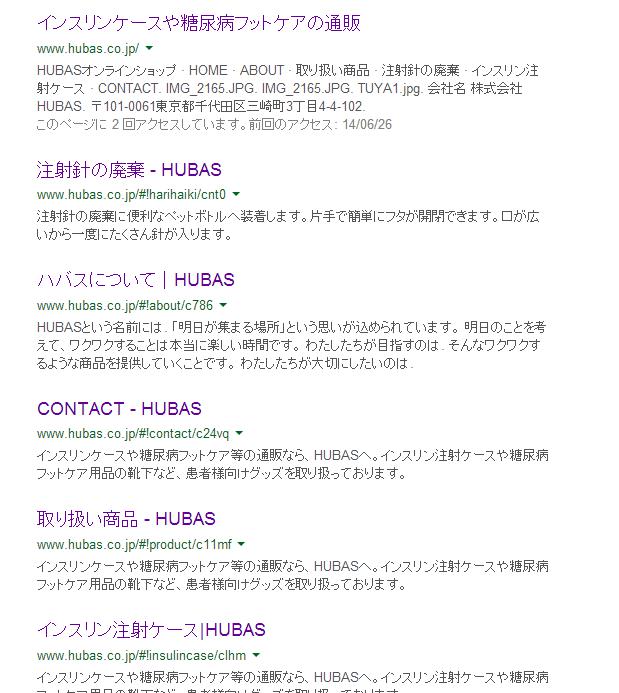 インスリンケースや糖尿病フットケアの通販
www.hubas.co.jp/
HUBASオンラインショップ · HOME · ABOUT · 取り扱い商品 · 注射針の廃棄 · インスリン注
射ケース · CONTACT. IMG_2165.JPG. IMG_2165.JPG. TUYA1.jpg. 会社名 株式会社
HUBAS. 〒101-0061東京都千代田区三崎町3丁目4-4-102.
このページに 2 回アクセスしています。前回のアクセス: 14/06/26
注射針の廃棄 - HUBAS
www.hubas.co.jp/#!harihaiki/cnt0
注射針の廃棄に便利なペットボトルへ装着します。片手で簡単にフタが開閉できます。口が広
いから一度にたくさん針が入ります。
ハバスについて | HUBAS
www.hubas.co.jp/#!about/c786
HUBASという名前には.「明日が集まる場所」という思いが込められています。 明日のことを考
えて、ワクワクすることは本当に楽しい時間です。 わたしたちが目指すのは. そんなワクワクす
るような商品を提供していくことです。 わたしたちが大切にしたいのは.
CONTACT - HUBAS
www.hubas.co.jp/#!contact/c24vq
インスリンケースや糖尿病フットケア等の通販なら、HUBASへ。インスリン注射ケースや糖尿病
フットケア用品の靴下など、患者様向けグッズを取り扱っております。
取り扱い商品 - HUBAS
www.hubas.co.jp/#!product/c11mf
インスリンケースや糖尿病フットケア等の通販なら、HUBASへ。インスリン注射ケースや糖尿病
フットケア用品の靴下など、患者様向けグッズを取り扱っております。
インスリン注射ケース|HUBAS
www.hubas.co.jp/#!insulincase/clhm
インスリンケースや糖尿病フットケア等の通販なら、HUBASへ。インスリン注射ケースや糖尿病